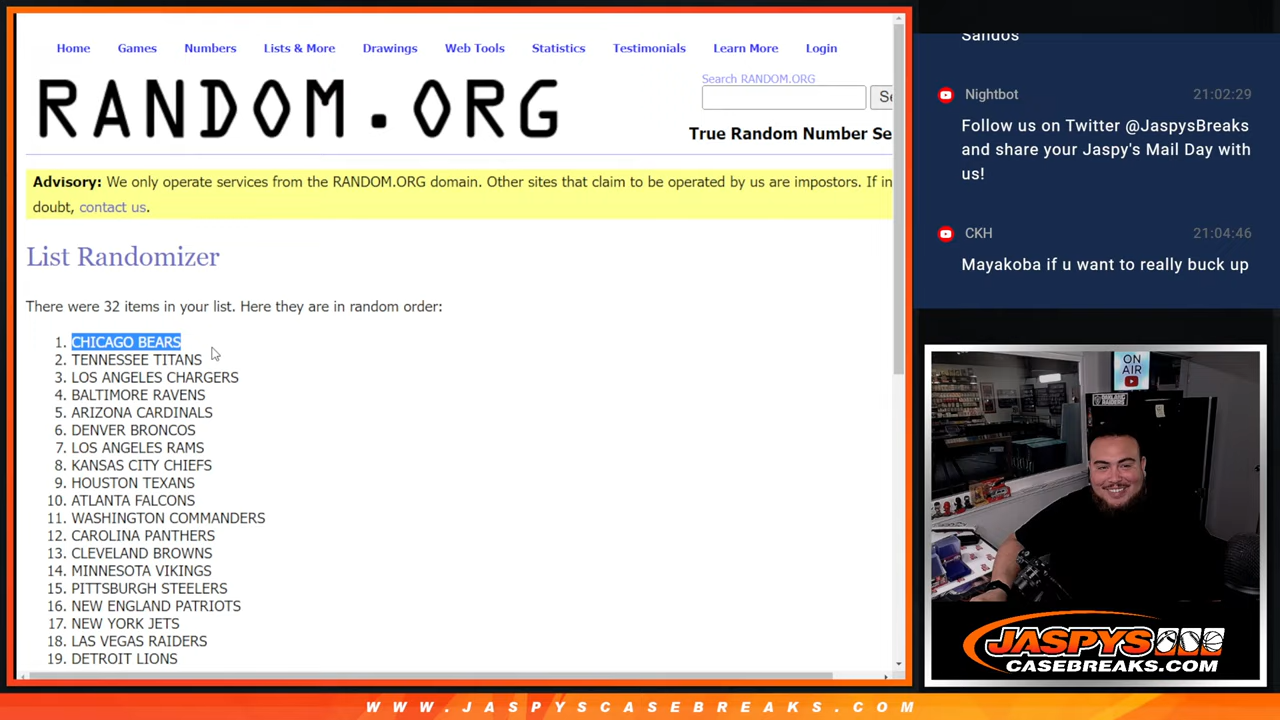 Home Games Numbers Lists & More Drawings Web Tools Statistics Testimonials Learn More Login
RANDOM.ORG
Search RANDOM.ORG
True Random Number Se
Advisory: We only operate services from the RANDOM.ORG domain. Other sites that claim to be operated by us are impostors. If in
doubt, contact us.
List Randomizer
There were 32 items in your list. Here they are in random order:
1. CHICAGO BEARS
2. TENNESSEE TITANS
3. LOS ANGELES CHARGERS
4. BALTIMORE RAVENS
5. ARIZONA CARDINALS
6. DENVER BRONCOS
7. LOS ANGELES RAMS
8. KANSAS CITY CHIEFS
9. HOUSTON TEXANS
10. ATLANTA FALCONS
11. WASHINGTON COMMANDERS
12. CAROLINA PANTHERS
13. CLEVELAND BROWNS
14. MINNESOTA VIKINGS
15. PITTSBURGH STEELERS
16. NEW ENGLAND PATRIOTS
17. NEW YORK JETS
18. LAS VEGAS RAIDERS
19. DETROIT LIONS
Sandos
Nightbot 21:02:29
Follow us on Twitter @JaspysBreaks
and share your Jaspy's Mail Day with
us!
CKH 21:04:46
Mayakoba if u want to really buck up
ON
AIR
JASPYS
CASEBREAKS.COM
WWW.JASPYSCASEBREAKS.COM